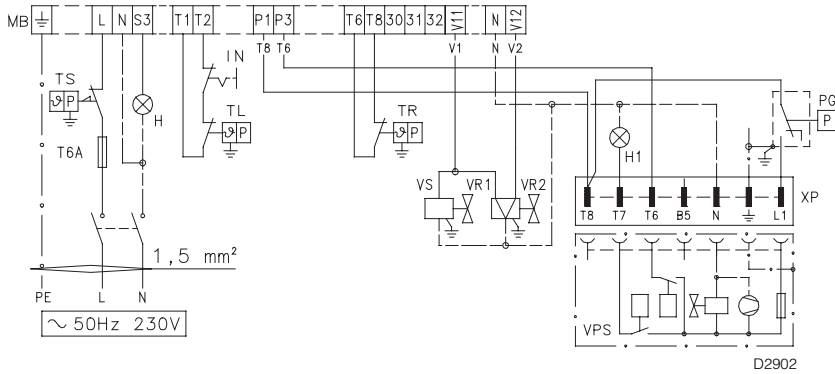 MB ⏚ L N S3 T1 T2 P1 P3 T6 T8 30 31 32 V11 N V12
T8 T6 V1 N V2
IN
TS
ϑ P
H
TL
ϑ P
TR
ϑ P
PG
P
T6A
H1
VS VR1 VR2
XP
T8 T7 T6 B5 N ⏚ L1
1,5 mm²
PE L N
~ 50Hz 230V
VPS
D2902